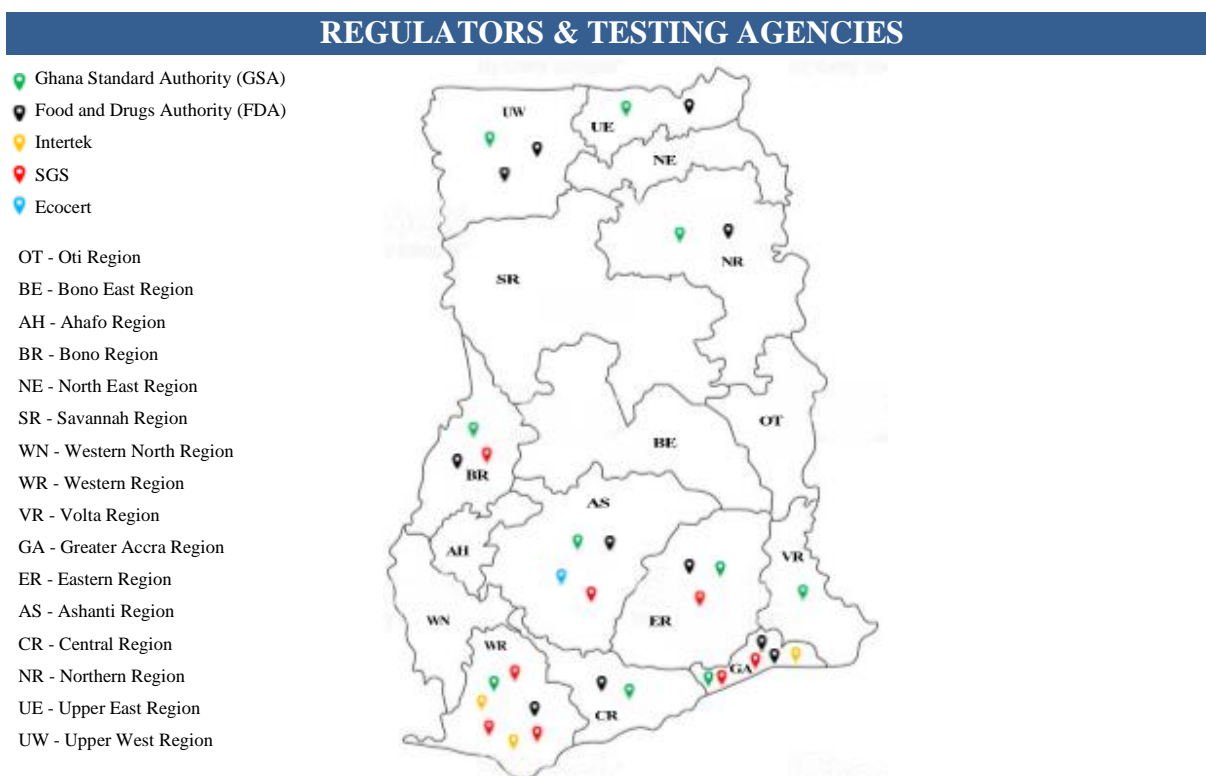 REGULATORS & TESTING AGENCIES
Ghana Standard Authority (GSA)
Food and Drugs Authority (FDA)
Intertek
SGS
Ecocert
OT - Oti Region
BE - Bono East Region
AH - Ahafo Region
BR - Bono Region
NE - North East Region
SR - Savannah Region
WN - Western North Region
WR - Western Region
VR - Volta Region
GA - Greater Accra Region
ER - Eastern Region
AS - Ashanti Region
CR - Central Region
NR - Northern Region
UE - Upper East Region
UW - Upper West Region
UW
UE
NE
NR
SR
OT
BE
BR
AS
AH
VR
WN
ER
WR
GA
CR